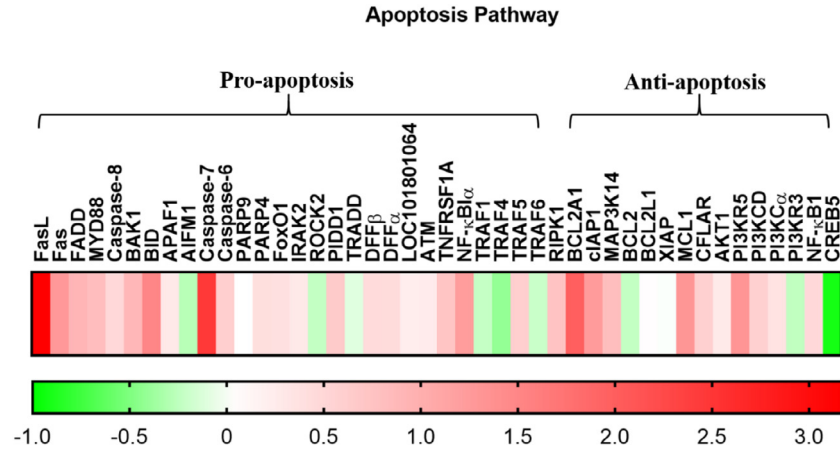 Apoptosis Pathway
Pro-apoptosis
Anti-apoptosis
FasL
Fas
FADD
MYD88
Caspase-8
BAK1
BID
APAF1
AIFM1
Caspase-7
Caspase-6
PARP9
PARP4
FoxO1
IRAK2
ROCK2
PIDD1
TRADD
DFFβ
DFFα
LOC101801064
ATM
TNFRSF1A
NF-κBIα
TRAF1
TRAF4
TRAF5
TRAF6
RIPK1
BCL2A1
cIAP1
MAP3K14
BCL2
BCL2L1
XIAP
MCL1
CFLAR
AKT1
PI3KR5
PI3KCD
PI3KCα
PI3KR3
NF-κB1
CREB5
-1.0 -0.5 0 0.5 1.0 1.5 2.0 2.5 3.0